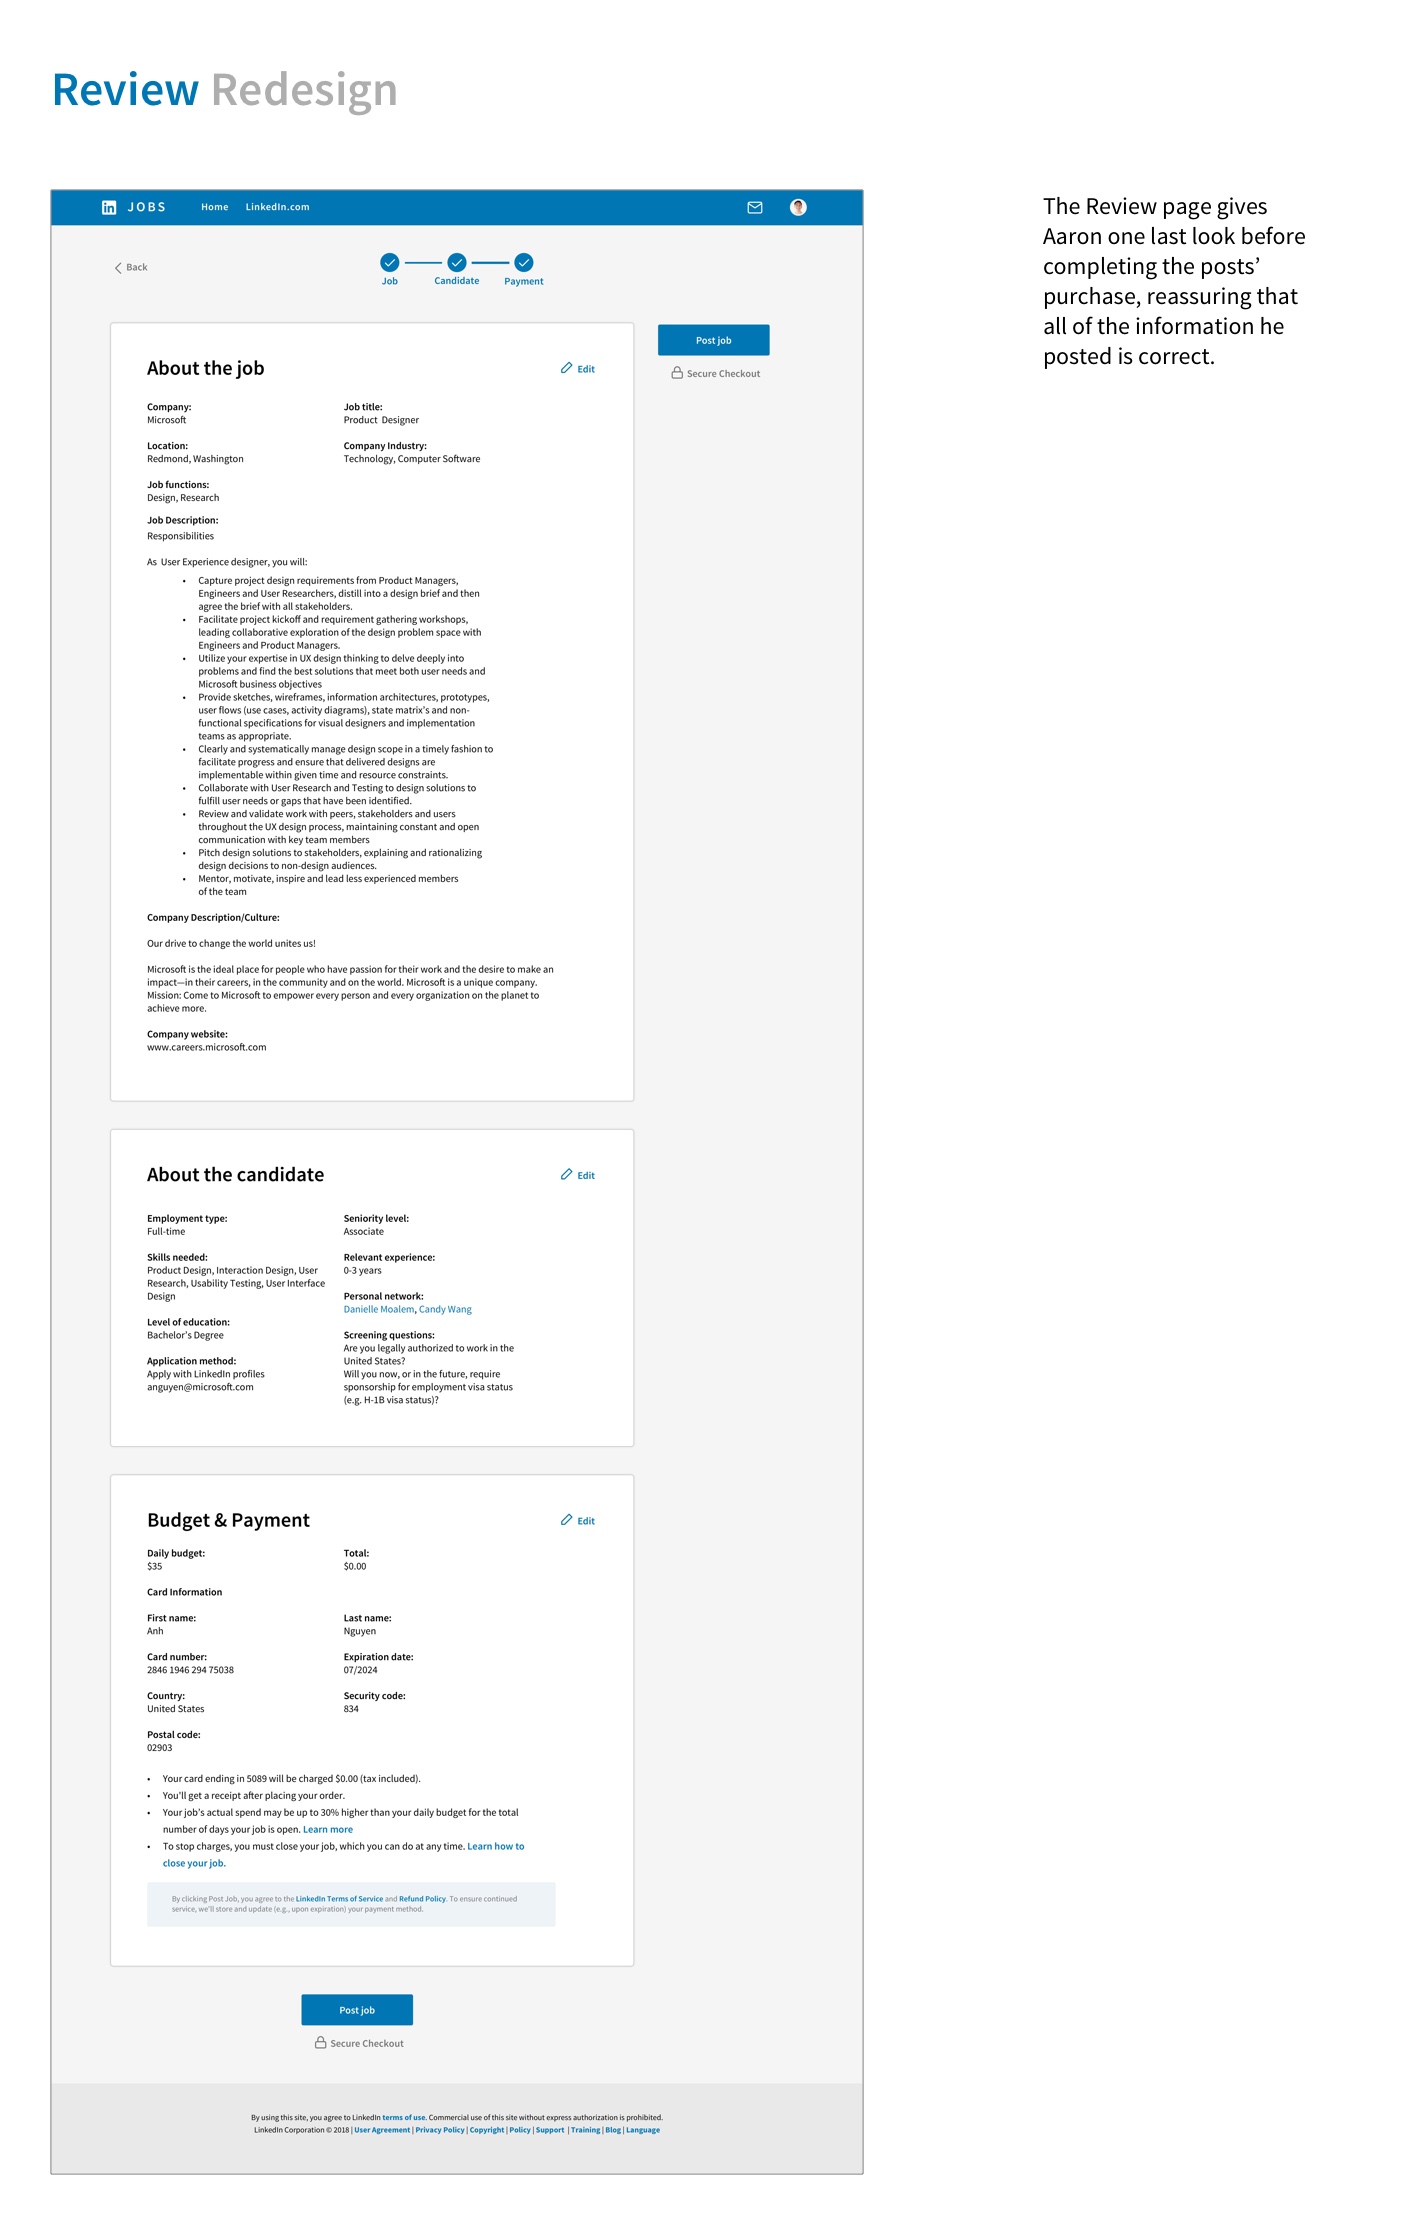 Review Redesign
in JOBS Home LinkedIn.com
Back
Job Candidate Payment
The Review page gives
Aaron one last look before
completing the posts’
purchase, reassuring that
all of the information he
posted is correct.
Post job
Secure Checkout
About the job Edit
Company: Job title:
Microsoft Product Designer
Location: Company Industry:
Redmond, Washington Technology, Computer Software
Job functions:
Design, Research
Job Description:
Responsibilities
As User Experience designer, you will:
• Capture project design requirements from Product Managers,
Engineers and User Researchers, distill into a design brief and then
agree the brief with all stakeholders.
• Facilitate project kickoff and requirement gathering workshops,
leading collaborative exploration of the design problem space with
Engineers and Product Managers.
• Utilize your expertise in UX design thinking to delve deeply into
problems and find the best solutions that meet both user needs and
Microsoft business objectives
• Provide sketches, wireframes, information architectures, prototypes,
user flows (use cases, activity diagrams), state matrix’s and non-
functional specifications for visual designers and implementation
teams as appropriate.
• Clearly and systematically manage design scope in a timely fashion to
facilitate progress and ensure that delivered designs are
implementable within given time and resource constraints.
• Collaborate with User Research and Testing to design solutions to
fulfill user needs or gaps that have been identified.
• Review and validate work with peers, stakeholders and users
throughout the UX design process, maintaining constant and open
communication with key team members
• Pitch design solutions to stakeholders, explaining and rationalizing
design decisions to non-design audiences.
• Mentor, motivate, inspire and lead less experienced members
of the team
Company Description/Culture:
Our drive to change the world unites us!
Microsoft is the ideal place for people who have passion for their work and the desire to make an
impact—in their careers, in the community and on the world. Microsoft is a unique company.
Mission: Come to Microsoft to empower every person and every organization on the planet to
achieve more.
Company website:
www.careers.microsoft.com
About the candidate Edit
Employment type: Seniority level:
Full-time Associate
Skills needed: Relevant experience:
Product Design, Interaction Design, User 0-3 years
Research, Usability Testing, User Interface
Design Personal network:
Danielle Moalem, Candy Wang
Level of education:
Bachelor’s Degree Screening questions:
Are you legally authorized to work in the
Application method: United States?
Apply with LinkedIn profiles Will you now, or in the future, require
anguyen@microsoft.com sponsorship for employment visa status
(e.g. H-1B visa status)?
Budget & Payment Edit
Daily budget: Total:
$35 $0.00
Card Information
First name: Last name:
Anh Nguyen
Card number: Expiration date:
2846 1946 294 75038 07/2024
Country: Security code:
United States 834
Postal code:
02903
• Your card ending in 5089 will be charged $0.00 (tax included).
• You’ll get a receipt after placing your order.
• Your job’s actual spend may be up to 30% higher than your daily budget for the total
number of days your job is open. Learn more
• To stop charges, you must close your job, which you can do at any time. Learn how to
close your job.
By clicking Post Job, you agree to the LinkedIn Terms of Service and Refund Policy. To ensure continued
service, we’ll store and update (e.g., upon expiration) your payment method.
Post job
Secure Checkout
By using this site, you agree to LinkedIn terms of use. Commercial use of this site without express authorization is prohibited.
LinkedIn Corporation © 2018 | User Agreement | Privacy Policy | Copyright | Policy | Support | Training | Blog | Language